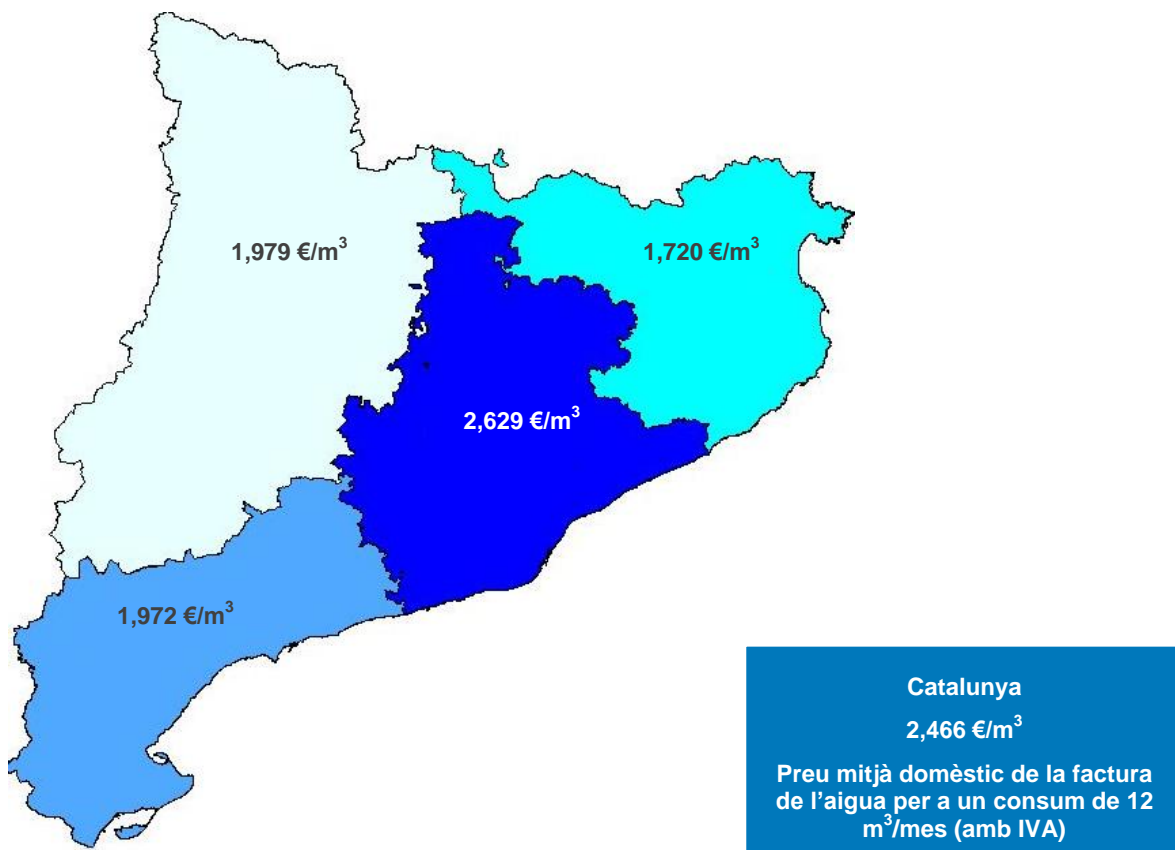 1,979 €/m³
1,720 €/m³
2,629 €/m³
1,972 €/m³
Catalunya
2,466 €/m³
Preu mitjà domèstic de la factura
de l’aigua per a un consum de 12
m³/mes (amb IVA)